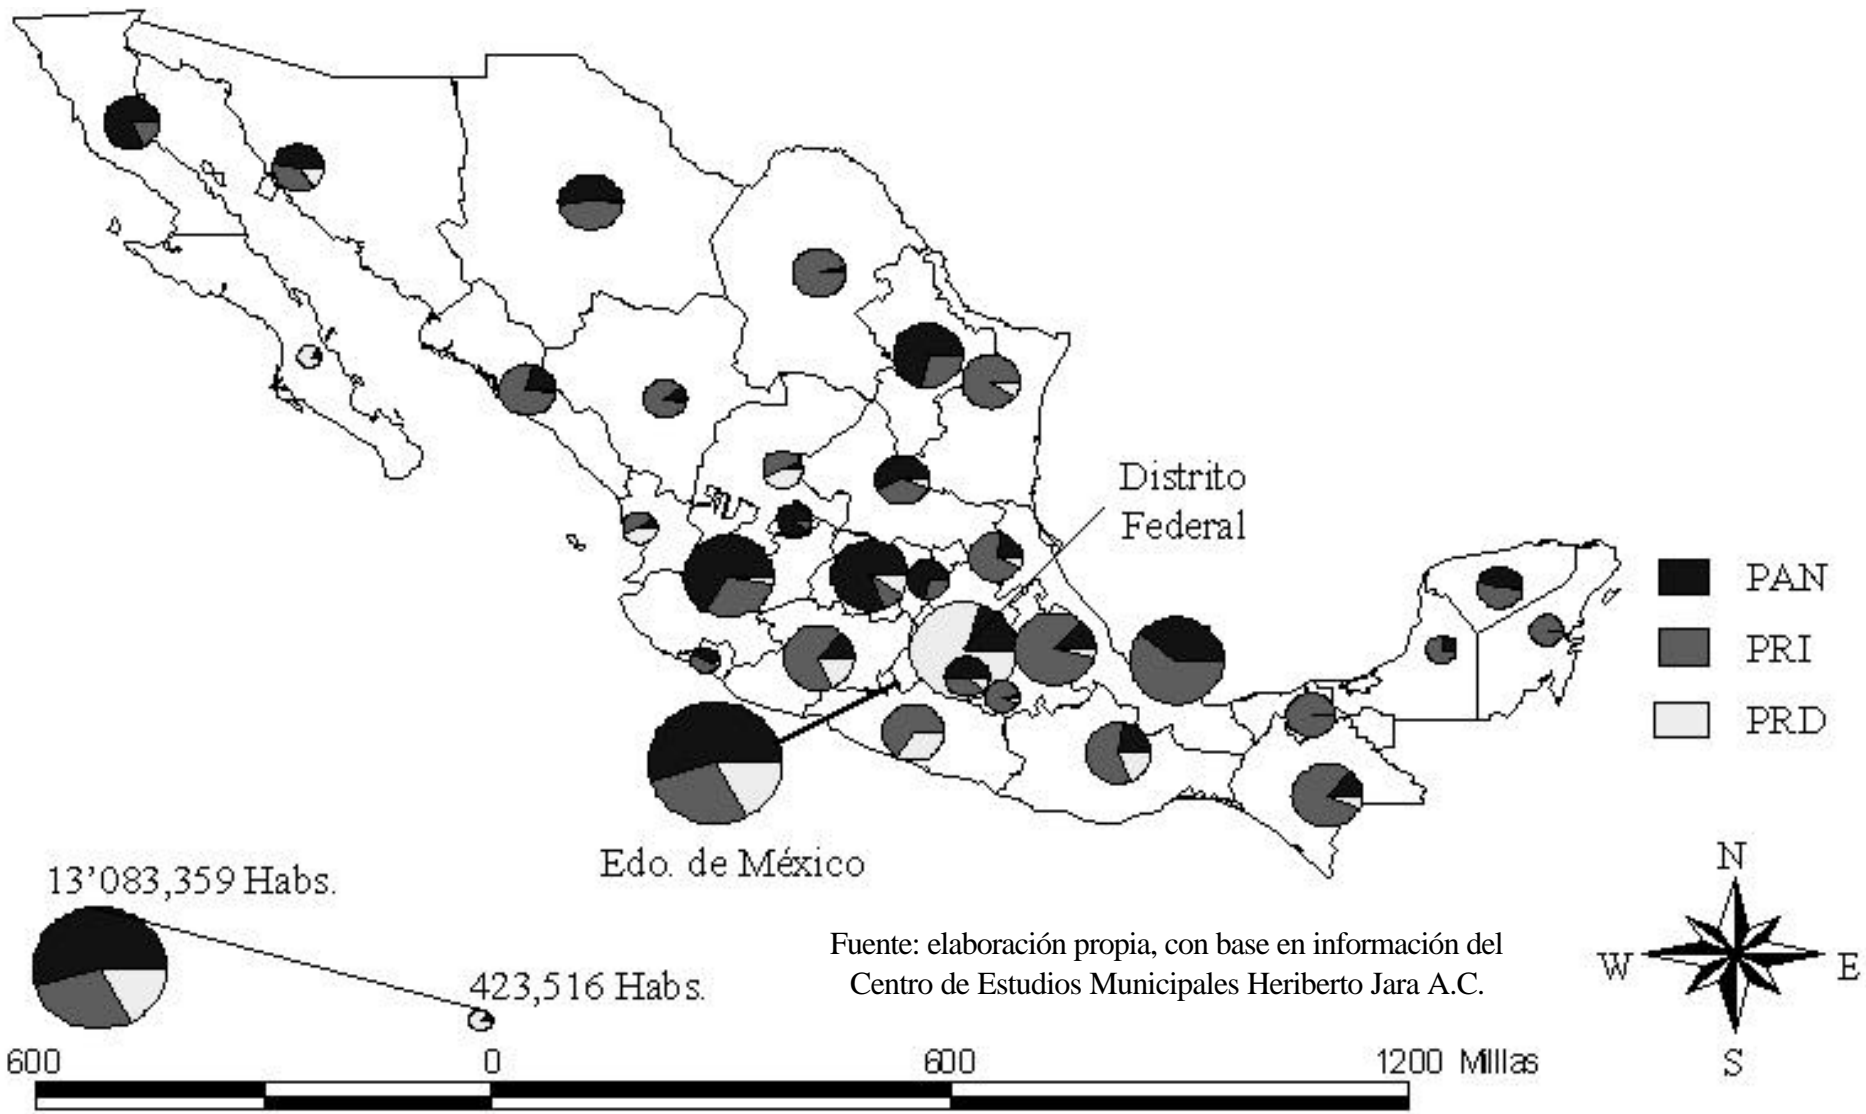 Distrito
Federal
PAN
PRI
PRD
Edo. de México
13’083,359 Habs.
423,516 Habs.
Fuente: elaboración propia, con base en información del
Centro de Estudios Municipales Heriberto Jara A.C.
N
W
E
S
600 0 600 1200 Millas